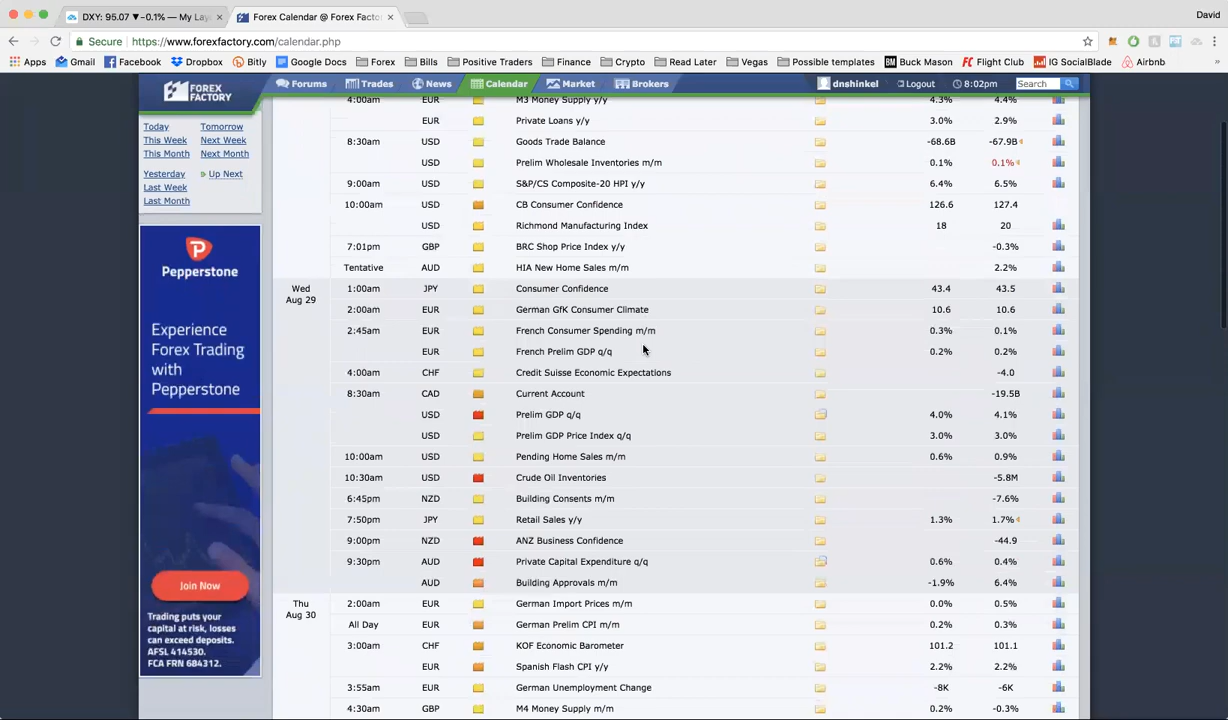 DXY: 95.07 ▼−0.1% — My Lay
Forex Calendar @ Forex Facto
David
Secure https://www.forexfactory.com/calendar.php
Apps Gmail Facebook Dropbox Bitly Google Docs Forex Bills Positive Traders Finance Crypto Read Later Vegas Possible templates Buck Mason Flight Club IG SocialBlade Airbnb
FOREX
FACTORY
Forums Trades News Calendar Market Brokers dnshinkel Logout 8:02pm Search
Today Tomorrow
This Week Next Week
This Month Next Month
Yesterday Up Next
Last Week
Last Month
Pepperstone
Experience
Forex Trading
with
Pepperstone
Join Now
Trading puts your
capital at risk, losses
can exceed deposits.
AFSL 414530.
FCA FRN 684312.
4:00am EUR M3 Money Supply y/y 4.3% 4.4%
EUR Private Loans y/y 3.0% 2.9%
8:30am USD Goods Trade Balance -68.6B -67.9B
USD Prelim Wholesale Inventories m/m 0.1% 0.1%
9:00am USD S&P/CS Composite-20 HPI y/y 6.4% 6.5%
10:00am USD CB Consumer Confidence 126.6 127.4
USD Richmond Manufacturing Index 18 20
7:01pm GBP BRC Shop Price Index y/y -0.3%
Tentative AUD HIA New Home Sales m/m 2.2%
Wed
Aug 29
1:00am JPY Consumer Confidence 43.4 43.5
2:00am EUR German GfK Consumer Climate 10.6 10.6
2:45am EUR French Consumer Spending m/m 0.3% 0.1%
EUR French Prelim GDP q/q 0.2% 0.2%
4:00am CHF Credit Suisse Economic Expectations -4.0
8:30am CAD Current Account -19.5B
USD Prelim GDP q/q 4.0% 4.1%
USD Prelim GDP Price Index q/q 3.0% 3.0%
10:00am USD Pending Home Sales m/m 0.6% 0.9%
10:30am USD Crude Oil Inventories -5.8M
6:45pm NZD Building Consents m/m -7.6%
7:50pm JPY Retail Sales y/y 1.3% 1.7%
9:00pm NZD ANZ Business Confidence -44.9
9:30pm AUD Private Capital Expenditure q/q 0.6% 0.4%
AUD Building Approvals m/m -1.9% 6.4%
Thu
Aug 30
2:00am EUR German Import Prices m/m 0.0% 0.5%
All Day EUR German Prelim CPI m/m 0.2% 0.3%
3:00am CHF KOF Economic Barometer 101.2 101.1
EUR Spanish Flash CPI y/y 2.2% 2.2%
3:55am EUR German Unemployment Change -8K -6K
4:30am GBP M4 Money Supply m/m 0.2% -0.3%